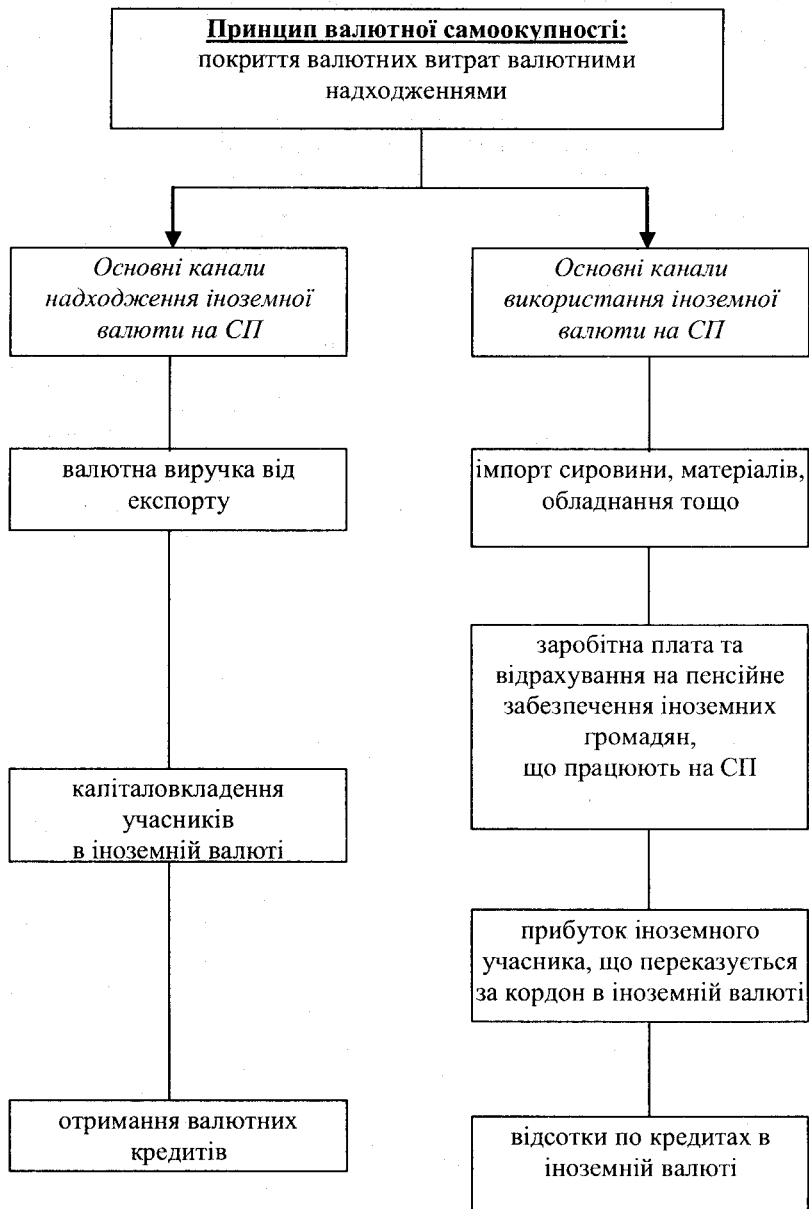 Принцип валютної самоокупності:
покриття валютних витрат валютними
надходженнями
Основні канали
надходження іноземної
валюти на СП
Основні канали
використання іноземної
валюти на СП
валютна виручка від
експорту
імпорт сировини, матеріалів,
обладнання тощо
заробітна плата та
відрахування на пенсійне
забезпечення іноземних
громадян,
що працюють на СП
капіталовкладення
учасників
в іноземній валюті
прибуток іноземного
учасника, що переказується
за кордон в іноземній валюті
отримання валютних
кредитів
відсотки по кредитах в
іноземній валюті